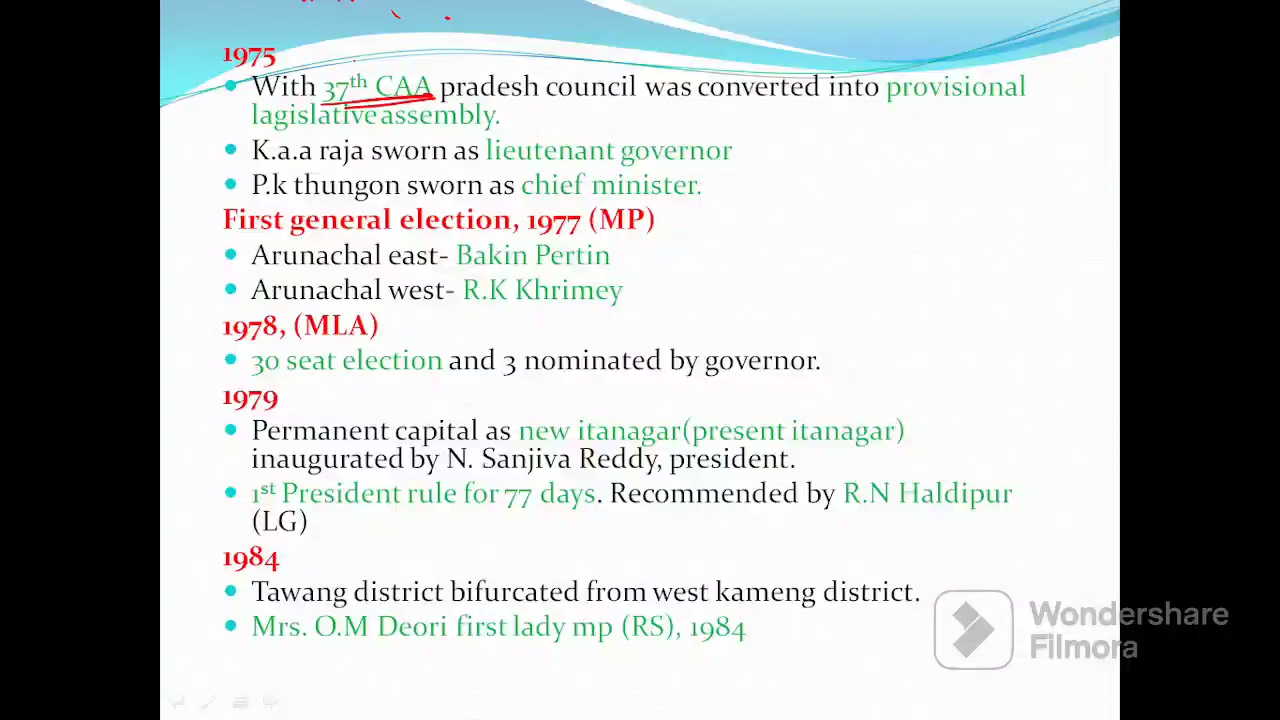 1975
With 37th CAA pradesh council was converted into provisional
lagislative assembly.
K.a.a raja sworn as lieutenant governor
P.k thungon sworn as chief minister.
First general election, 1977 (MP)
Arunachal east- Bakin Pertin
Arunachal west- R.K Khrimey
1978, (MLA)
30 seat election and 3 nominated by governor.
1979
Permanent capital as new itanagar(present itanagar)
inaugurated by N. Sanjiva Reddy, president.
1st President rule for 77 days. Recommended by R.N Haldipur
(LG)
1984
Tawang district bifurcated from west kameng district.
Mrs. O.M Deori first lady mp (RS), 1984
Wondershare
Filmora